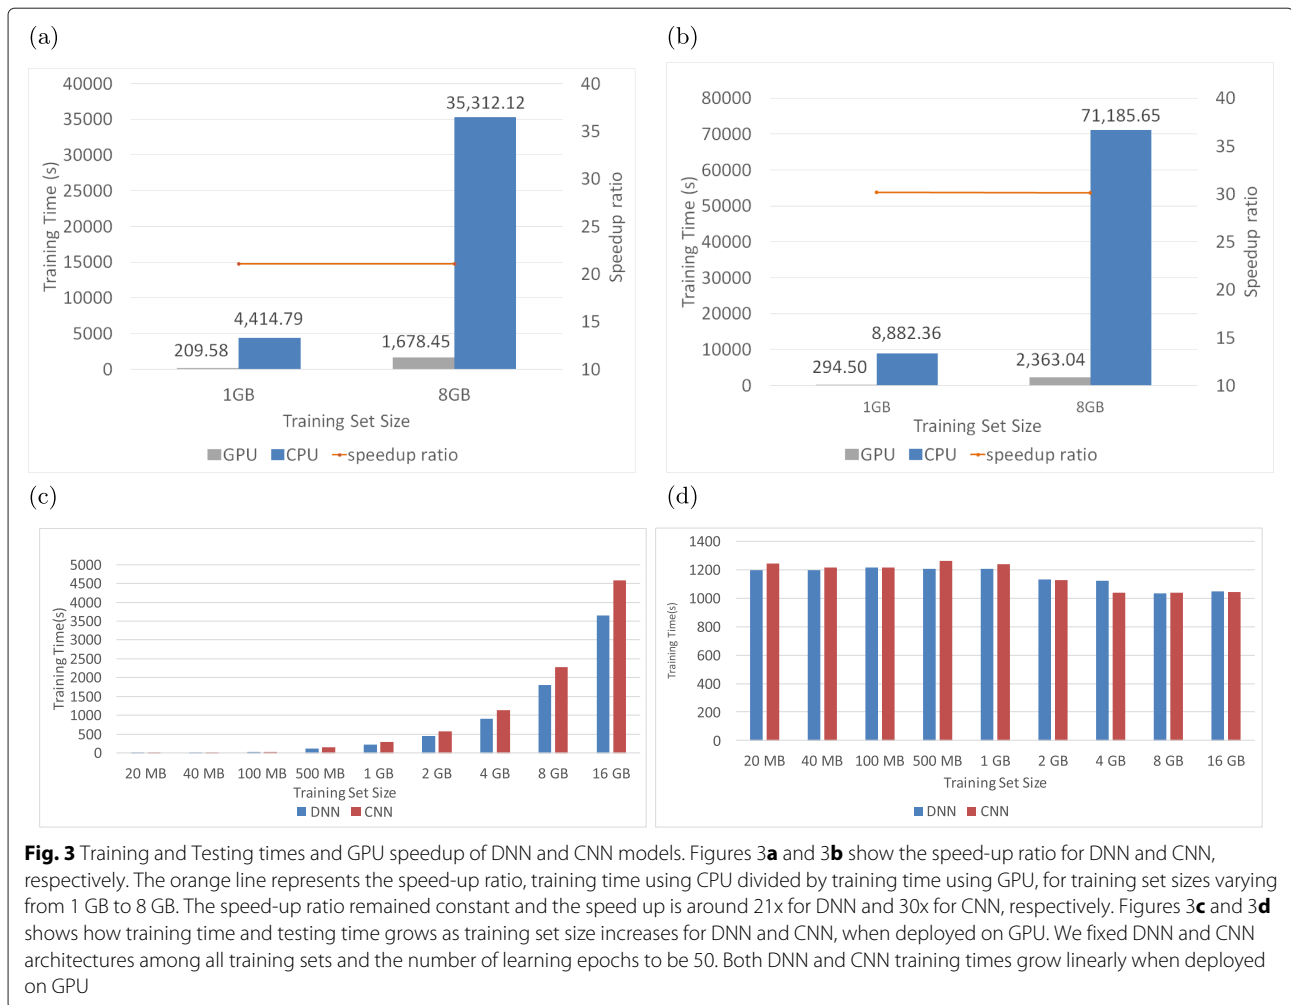 (a)
40000
35000
30000
25000
20000
15000
10000
5000
0
Training Time (s)
35,312.12
4,414.79
209.58
1,678.45
40
35
30
25
20
15
10
Speedup ratio
1GB 8GB
Training Set Size
GPU CPU speedup ratio
(b)
80000
70000
60000
50000
40000
30000
20000
10000
0
Training Time (s)
71,185.65
8,882.36
294.50
2,363.04
40
35
30
25
20
15
10
Speedup ratio
1GB 8GB
Training Set Size
GPU CPU speedup ratio
(c)
5000
4500
4000
3500
3000
2500
2000
1500
1000
500
0
Training Time(s)
20 MB 40 MB 100 MB 500 MB 1 GB 2 GB 4 GB 8 GB 16 GB
Training Set Size
DNN CNN
(d)
1400
1200
1000
800
600
400
200
0
Training Time(s)
20 MB 40 MB 100 MB 500 MB 1 GB 2 GB 4 GB 8 GB 16 GB
Training Set Size
DNN CNN
Fig. 3 Training and Testing times and GPU speedup of DNN and CNN models. Figures 3a and 3b show the speed-up ratio for DNN and CNN,
respectively. The orange line represents the speed-up ratio, training time using CPU divided by training time using GPU, for training set sizes varying
from 1 GB to 8 GB. The speed-up ratio remained constant and the speed up is around 21x for DNN and 30x for CNN, respectively. Figures 3c and 3d
shows how training time and testing time grows as training set size increases for DNN and CNN, when deployed on GPU. We fixed DNN and CNN
architectures among all training sets and the number of learning epochs to be 50. Both DNN and CNN training times grow linearly when deployed
on GPU